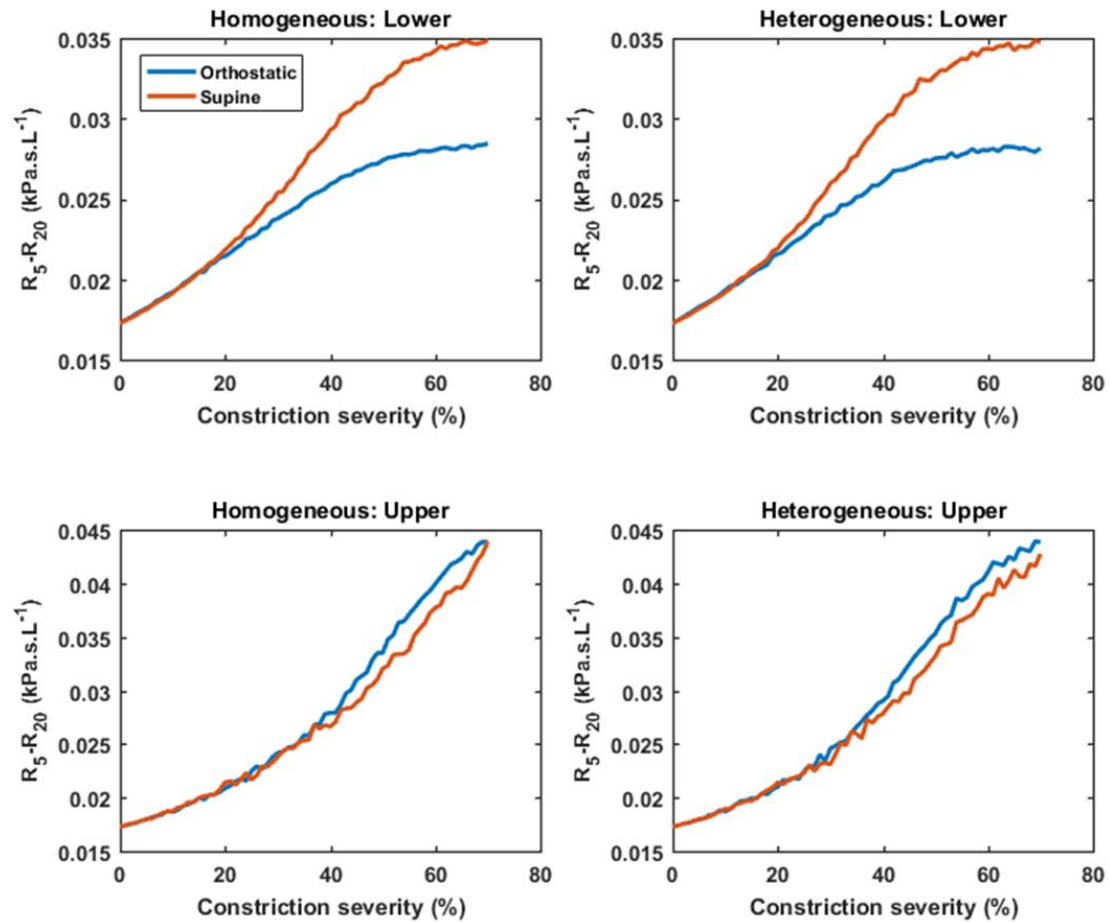 Homogeneous: Lower
0.035
0.03
0.025
0.02
0.015
R5-R20 (kPa.s.L-1)
Orthostatic
Supine
0 20 40 60 80
Constriction severity (%)
Heterogeneous: Lower
0.035
0.03
0.025
0.02
0.015
R5-R20 (kPa.s.L-1)
0 20 40 60 80
Constriction severity (%)
Homogeneous: Upper
0.045
0.04
0.035
0.03
0.025
0.02
0.015
R5-R20 (kPa.s.L-1)
0 20 40 60 80
Constriction severity (%)
Heterogeneous: Upper
0.045
0.04
0.035
0.03
0.025
0.02
0.015
R5-R20 (kPa.s.L-1)
0 20 40 60 80
Constriction severity (%)